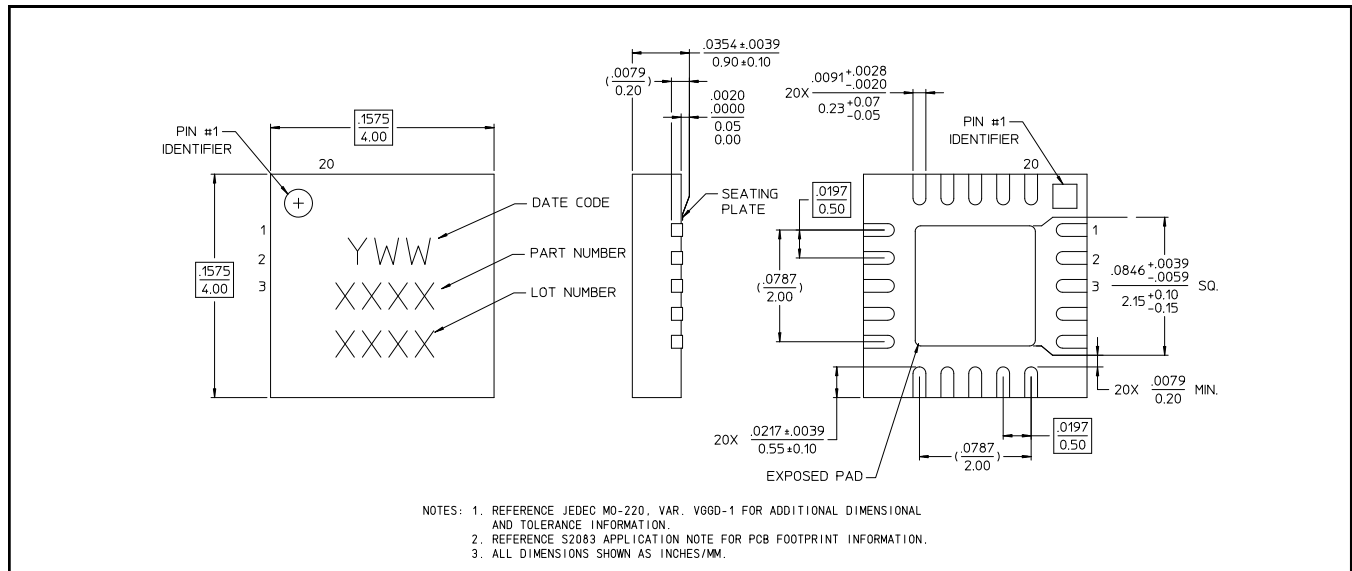 PIN #1
IDENTIFIER
.1575
4.00
20
.1575
4.00
1
2
3
YWW
XXXX
XXXX
DATE CODE
PART NUMBER
LOT NUMBER
.0354±.0039
0.90±0.10
(.0079
0.20)
.0020
.0000
0.05
0.00
SEATING
PLATE
20X .0091+.0028
-.0020
0.23+0.07
-0.05
PIN #1
IDENTIFIER
20
.0197
0.50
(.0787
2.00)
1
2
3
.0846+.0039
-.0059 SQ.
2.15+0.10
-0.15
20X .0079 MIN.
0.20
20X .0217±.0039
0.55±0.10
(.0787
2.00)
.0197
0.50
EXPOSED PAD
NOTES: 1. REFERENCE JEDEC MO-220, VAR. VGGD-1 FOR ADDITIONAL DIMENSIONAL
AND TOLERANCE INFORMATION.
2. REFERENCE S2083 APPLICATION NOTE FOR PCB FOOTPRINT INFORMATION.
3. ALL DIMENSIONS SHOWN AS INCHES/MM.